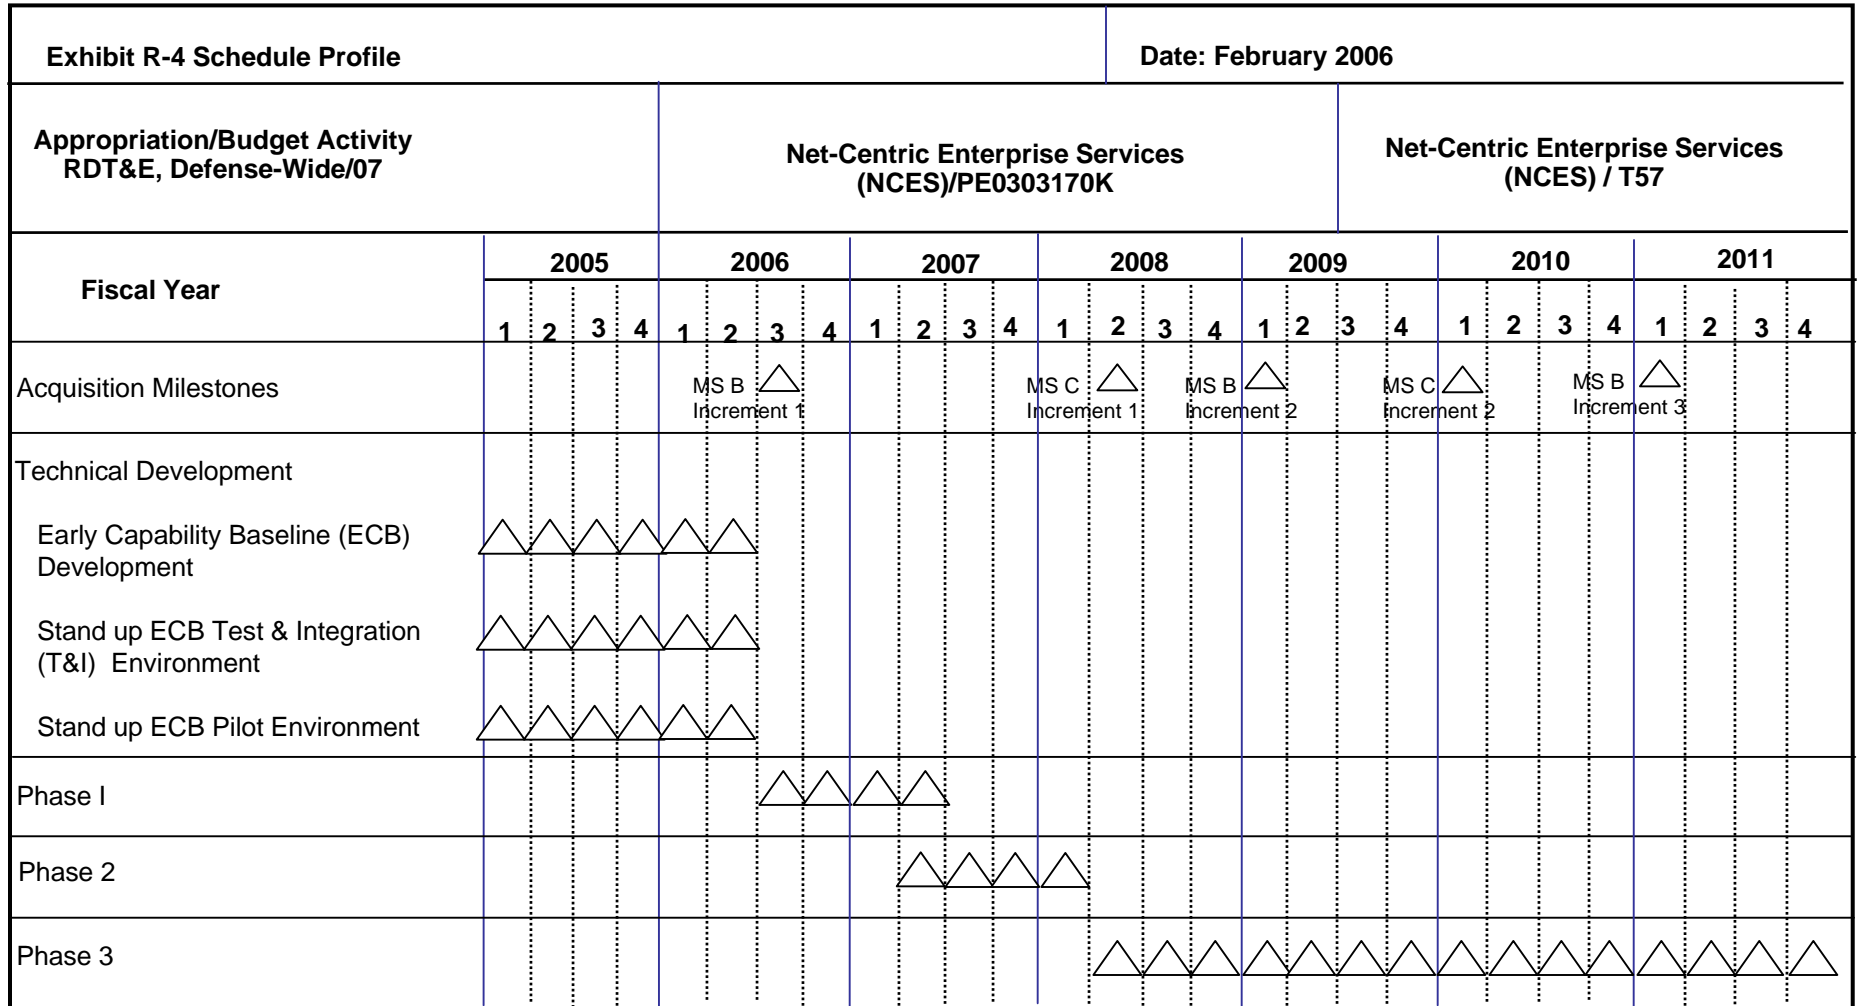 Exhibit R-4 Schedule Profile
Date: February 2006
Appropriation/Budget Activity
RDT&E, Defense-Wide/07
Net-Centric Enterprise Services
(NCES)/PE0303170K
Net-Centric Enterprise Services
(NCES) / T57
Fiscal Year
2005 2006 2007 2008 2009 2010 2011
1 2 3 4 1 2 3 4 1 2 3 4 1 2 3 4 1 2 3 4 1 2 3 4 1 2 3 4
Acquisition Milestones
MS B
Increment 1
MS C
Increment 1
MS B
Increment 2
MS C
Increment 2
MS B
Increment 3
Technical Development
Early Capability Baseline (ECB)
Development
Stand up ECB Test & Integration
(T&I) Environment
Stand up ECB Pilot Environment
Phase I
Phase 2
Phase 3